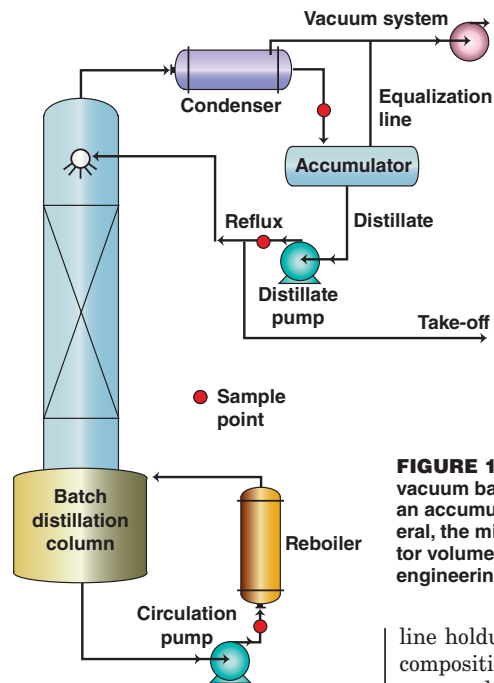 Vacuum system
Condenser
Equalization
line
Accumulator
Reflux
Distillate
Distillate
pump
Take-off
Sample
point
Batch
distillation
column
Reboiler
Circulation
pump
FIGURE 1
vacuum ba
an accumu
eral, the mi
tor volume
engineerin
line holdu
compositi